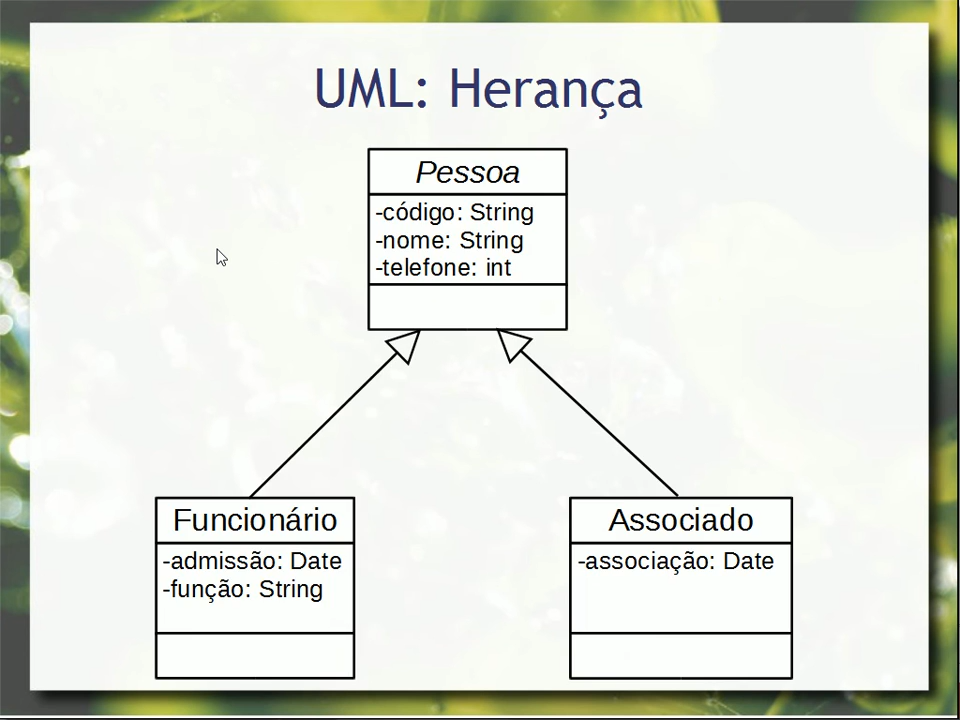 UML: Herança
Pessoa
-código: String
-nome: String
-telefone: int
Funcionário
-admissão: Date
-função: String
Associado
-associação: Date